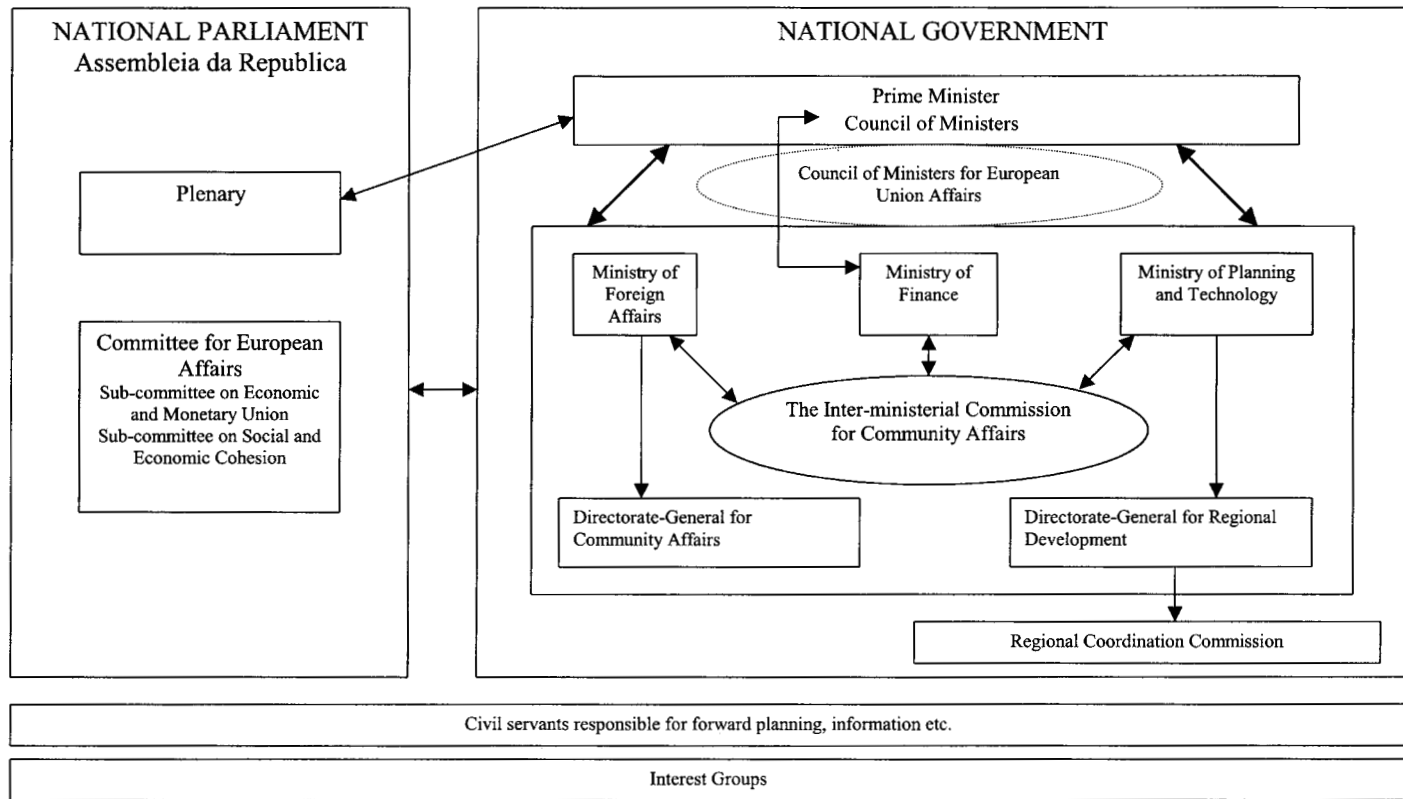 NATIONAL PARLIAMENT
Assembleia da Republica
Plenary
Committee for European
Affairs
Sub-committee on Economic
and Monetary Union
Sub-committee on Social and
Economic Cohesion
NATIONAL GOVERNMENT
Prime Minister
Council of Ministers
Council of Ministers for European
Union Affairs
Ministry of
Foreign
Affairs
Ministry of
Finance
Ministry of Planning
and Technology
The Inter-ministerial Commission
for Community Affairs
Directorate-General for
Community Affairs
Directorate-General for Regional
Development
Regional Coordination Commission
Civil servants responsible for forward planning, information etc.
Interest Groups